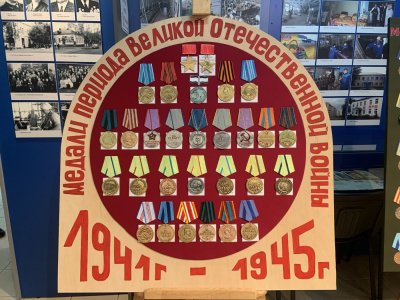 Медали периода Великой Отечественной войны
1941г - 1945г